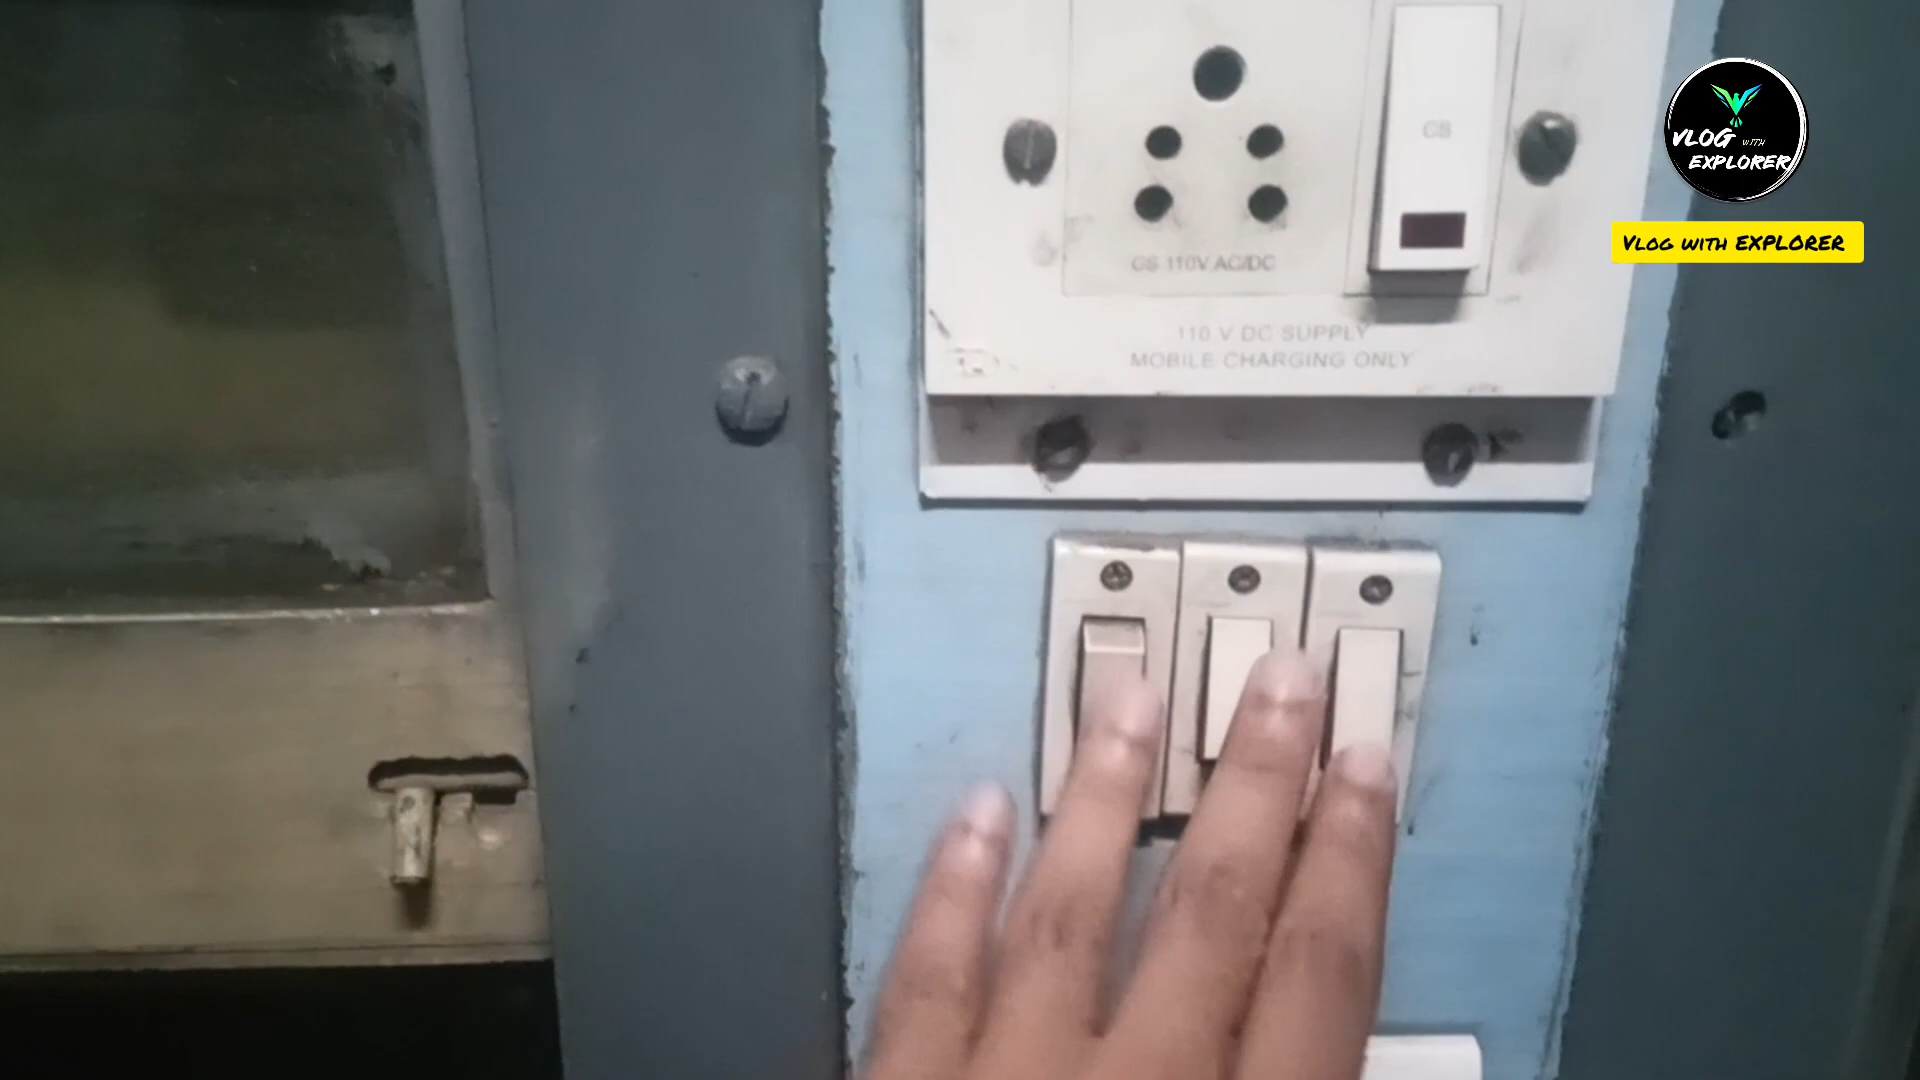 GS
GS 110V.AC/DC
110 V DC SUPPLY
MOBILE CHARGING ONLY
VLOG WITH
EXPLORER
VLOG WITH EXPLORER